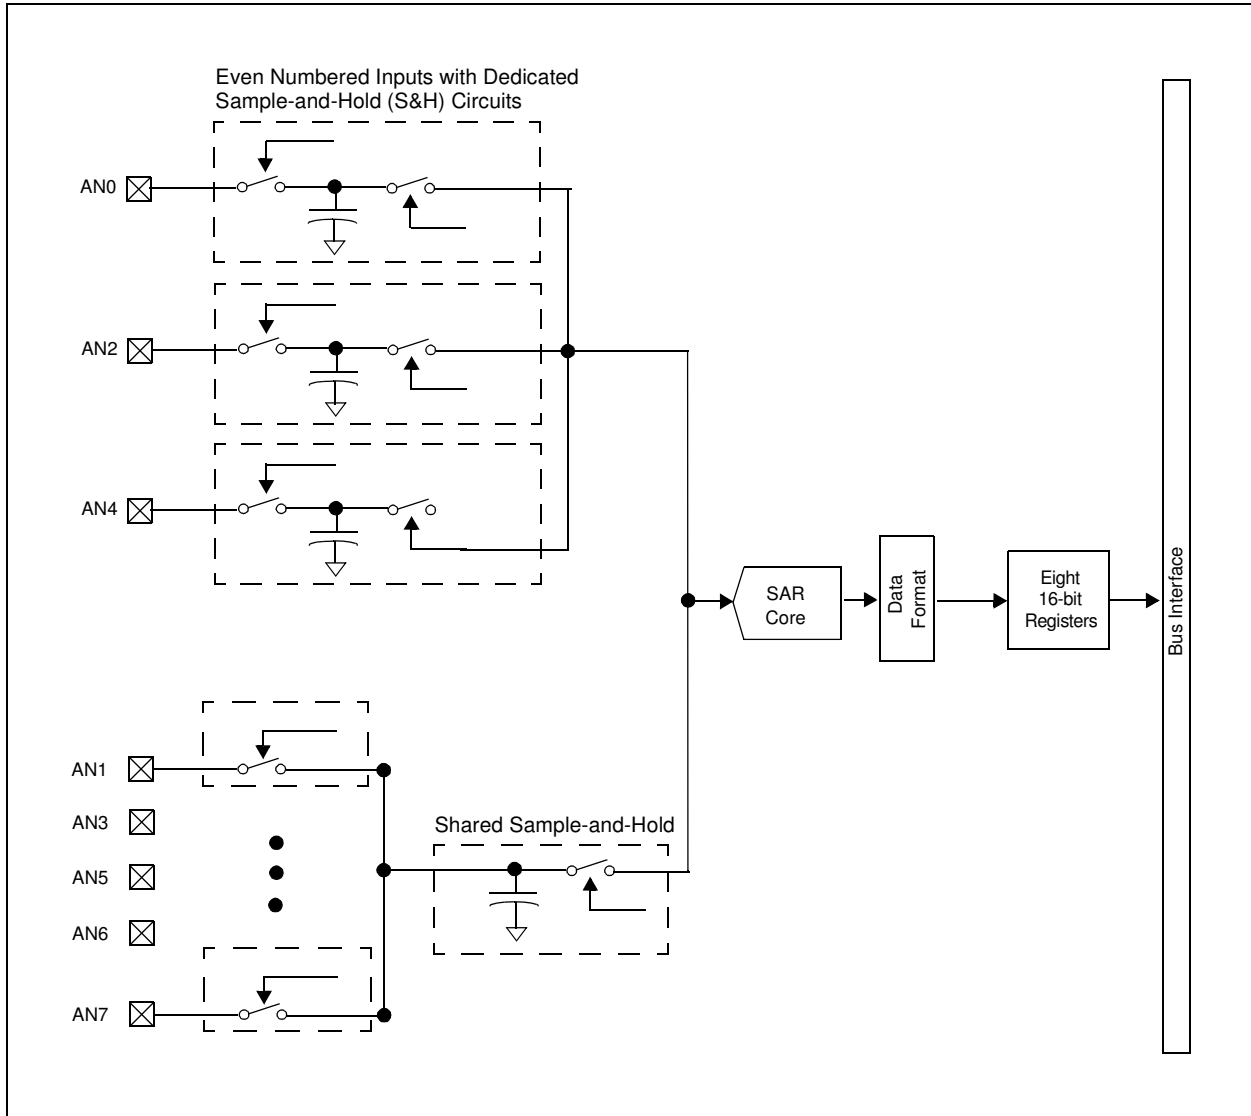 Even Numbered Inputs with Dedicated
Sample-and-Hold (S&H) Circuits
AN0
AN2
AN4
SAR
Core
Data
Format
Eight
16-bit
Registers
Bus Interface
AN1
AN3
Shared Sample-and-Hold
AN5
AN6
AN7